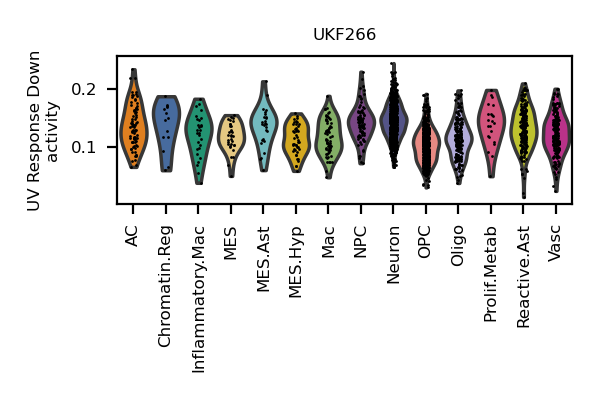 UKF266
UV Response Down
activity
0.2
0.1
AC
Chromatin.Reg
Inflammatory.Mac
MES
MES.Ast
MES.Hyp
Mac
NPC
Neuron
OPC
Oligo
Prolif.Metab
Reactive.Ast
Vasc